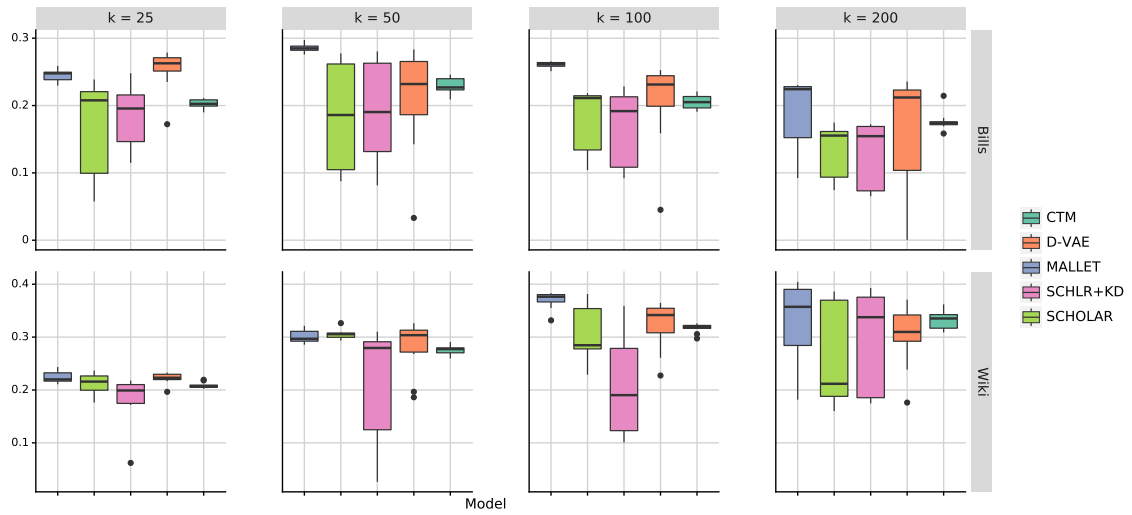 k = 25
k = 50
k = 100
k = 200
0.3
0.2
0.1
0
Bills
0.4
0.3
0.2
0.1
Wiki
Model
CTM
D-VAE
MALLET
SCHLR+KD
SCHOLAR